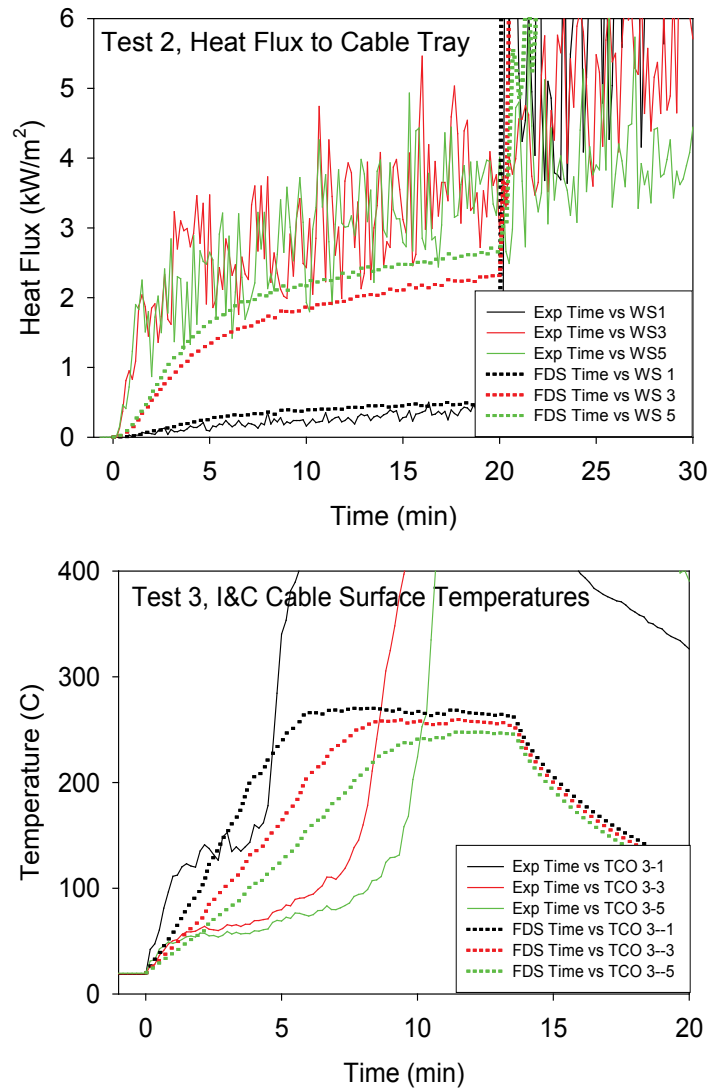 Test 2, Heat Flux to Cable Tray
6
5
4
3
2
1
0
Heat Flux (kW/m²)
Exp Time vs WS1
Exp Time vs WS3
Exp Time vs WS5
FDS Time vs WS 1
FDS Time vs WS 3
FDS Time vs WS 5
0 5 10 15 20 25 30
Time (min)
Test 3, I&C Cable Surface Temperatures
400
300
200
100
0
Temperature (C)
Exp Time vs TCO 3-1
Exp Time vs TCO 3-3
Exp Time vs TCO 3-5
FDS Time vs TCO 3--1
FDS Time vs TCO 3--3
FDS Time vs TCO 3--5
0 5 10 15 20
Time (min)